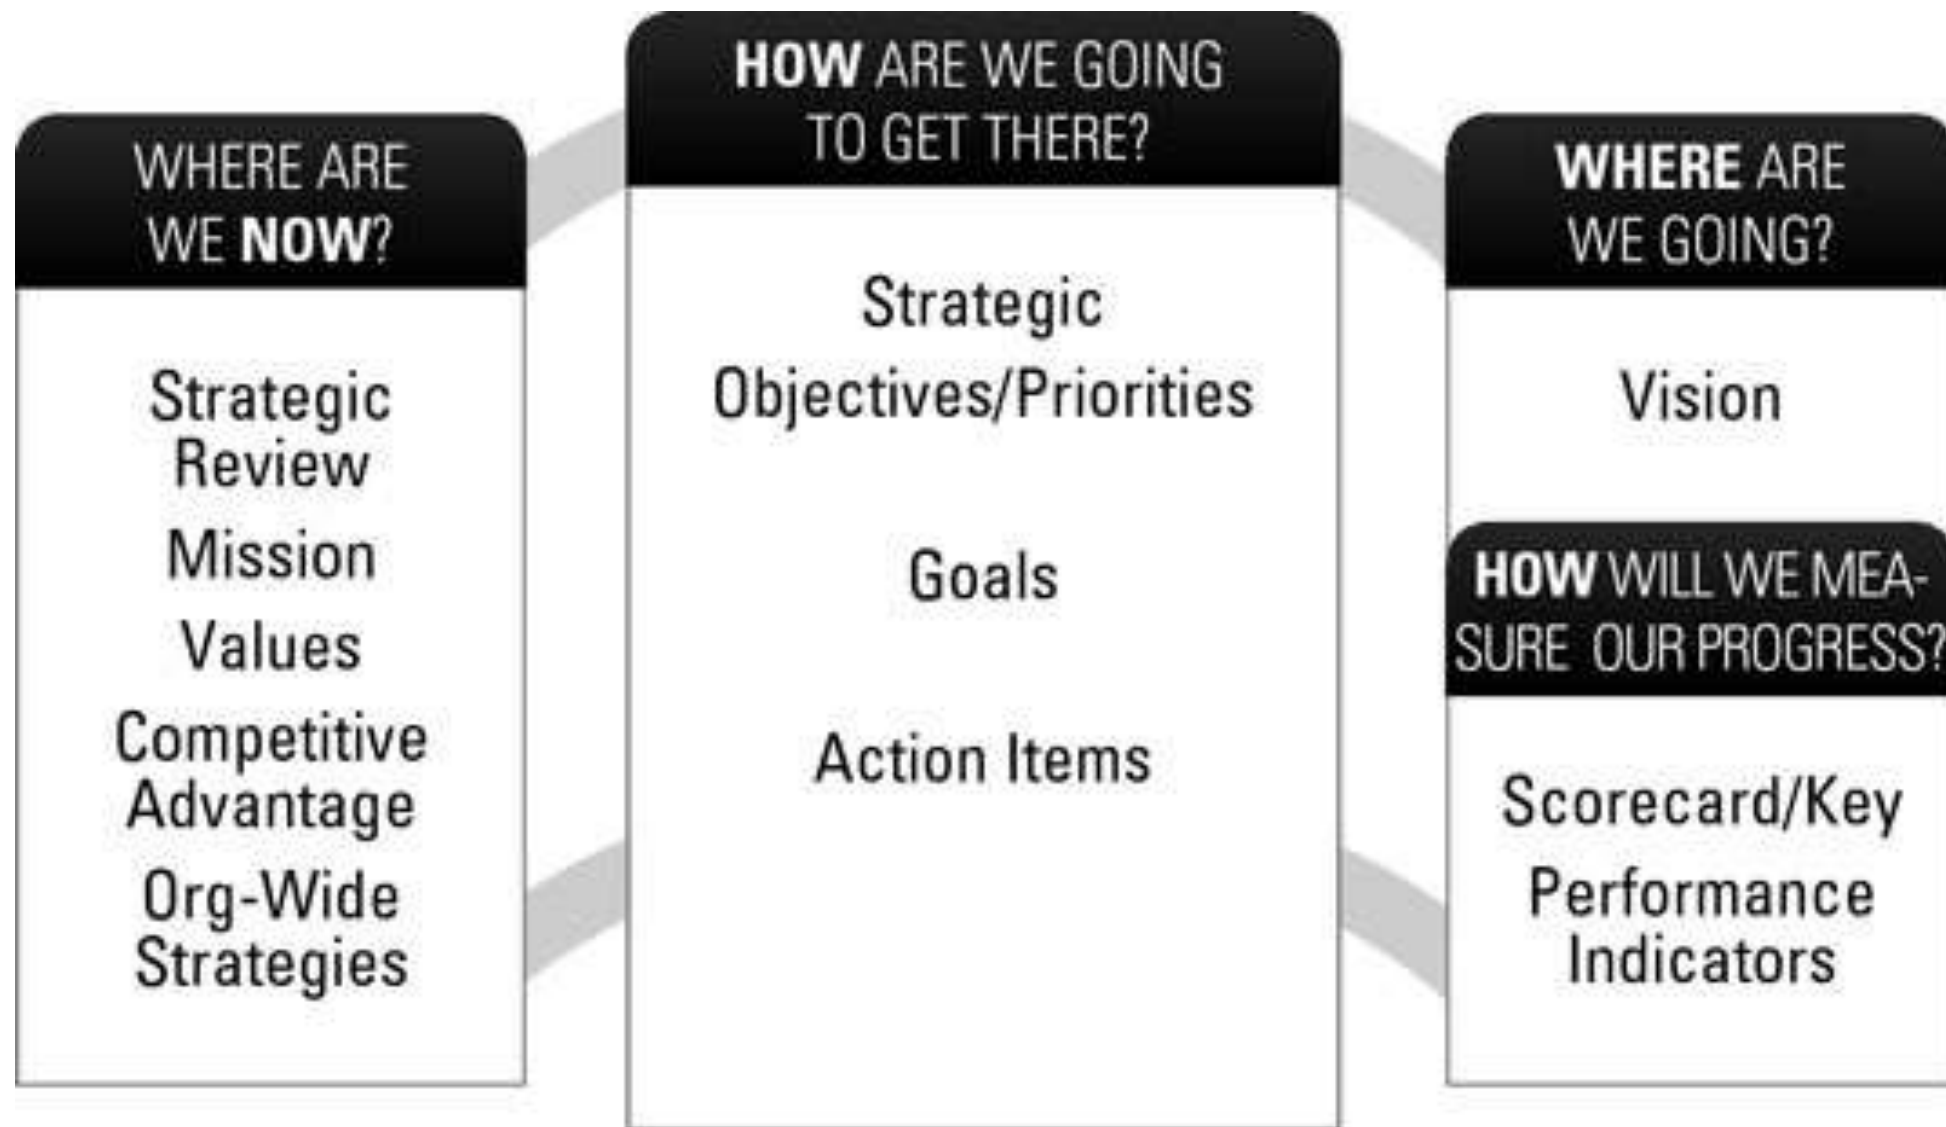 WHERE ARE
WE NOW?
Strategic
Review
Mission
Values
Competitive
Advantage
Org-Wide
Strategies
HOW ARE WE GOING
TO GET THERE?
Strategic
Objectives/Priorities
Goals
Action Items
WHERE ARE
WE GOING?
Vision
HOW WILL WE MEA-
SURE OUR PROGRESS?
Scorecard/Key
Performance
Indicators